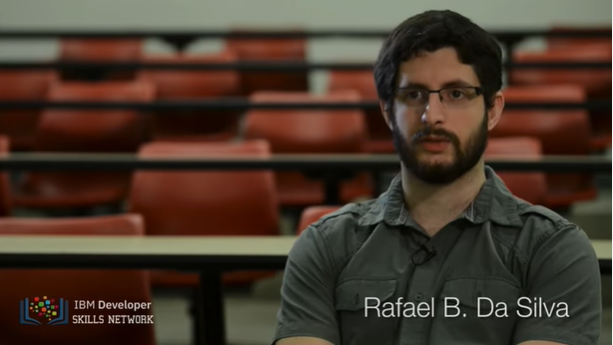 Rafael B. Da Silva
IBM Developer
SKILLS NETWORK